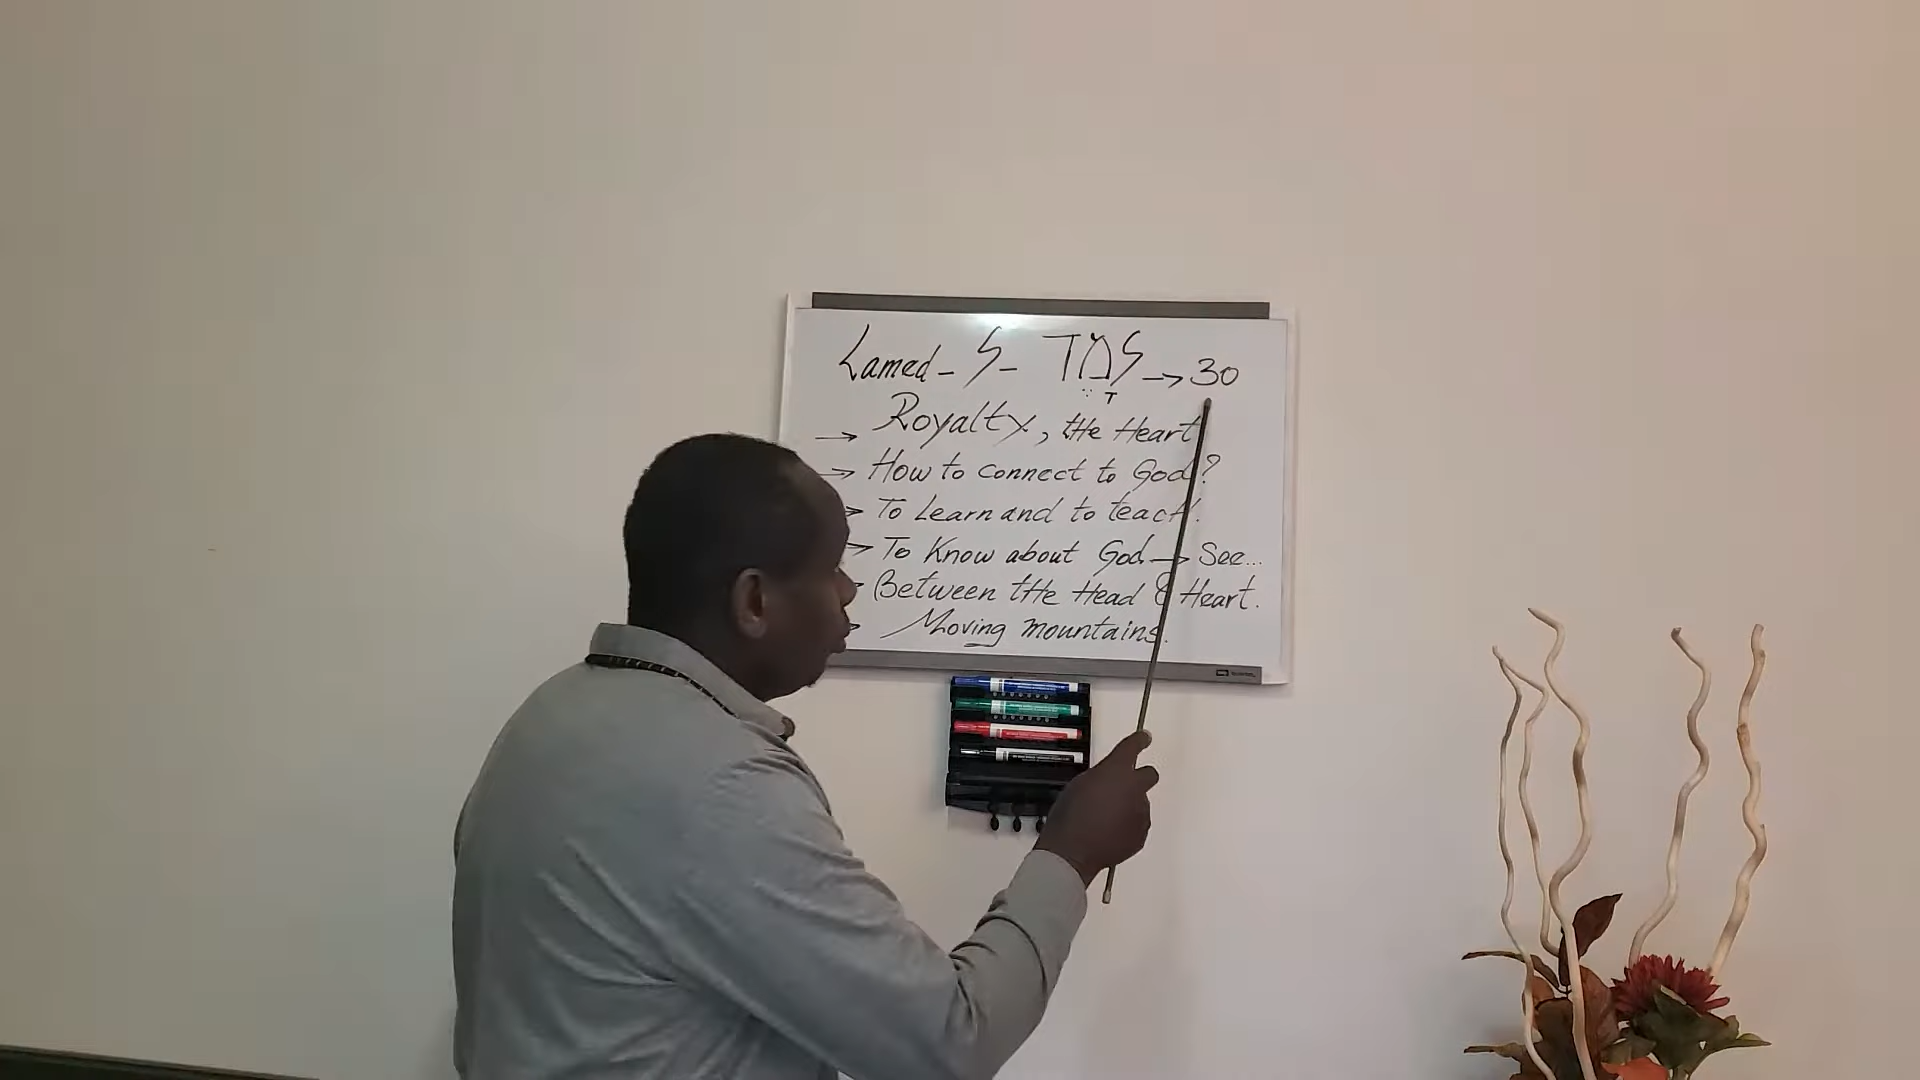 Lamed - ל - לָמֶד → 30
→ Royalty, the Heart
→ How to connect to God?
→ To Learn and to teach.
→ To Know about God → See...
Between the Head & Heart.
Moving mountains.